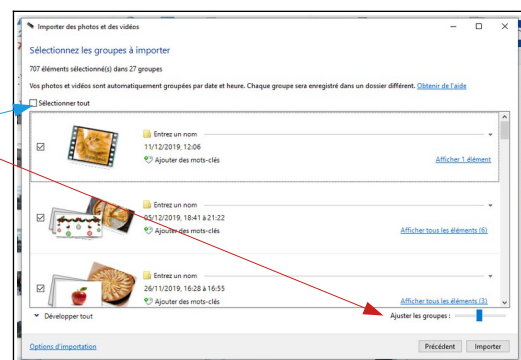 Importer des photos et des vidéos
Sélectionnez les groupes à importer
707 éléments sélectionné(s) dans 27 groupes
Vos photos et vidéos sont automatiquement groupées par date et heure. Chaque groupe sera enregistré dans un dossier différent. Obtenir de l'aide
Sélectionner tout
Entrez un nom
11/12/2019, 12:06
Ajouter des mots-clés
Afficher 1 élément
Entrez un nom
05/12/2019, 18:41 à 21:22
Ajouter des mots-clés
Afficher tous les éléments (6)
Entrez un nom
26/11/2019, 16:28 à 16:55
Ajouter des mots-clés
Afficher tous les éléments (3)
Développer tout
Ajuster les groupes :
Options d'importation
Précédent
Importer